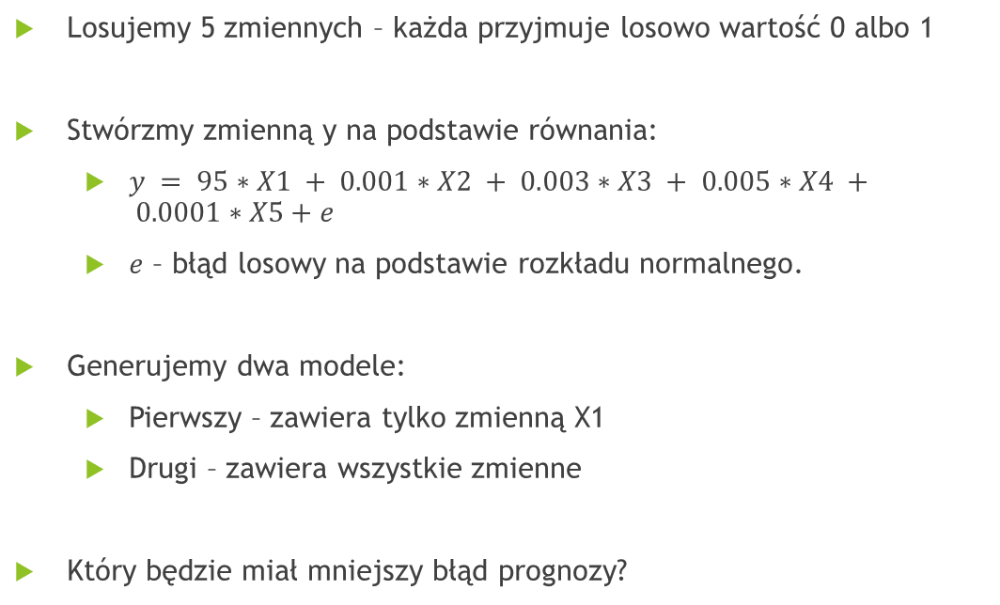 Losujemy 5 zmiennych – każda przyjmuje losowo wartość 0 albo 1
Stwórzmy zmienną y na podstawie równania:
y = 95 ∗ X1 + 0.001 ∗ X2 + 0.003 ∗ X3 + 0.005 ∗ X4 +
0.0001 ∗ X5 + e
e – błąd losowy na podstawie rozkładu normalnego.
Generujemy dwa modele:
Pierwszy – zawiera tylko zmienną X1
Drugi – zawiera wszystkie zmienne
Który będzie miał mniejszy błąd prognozy?